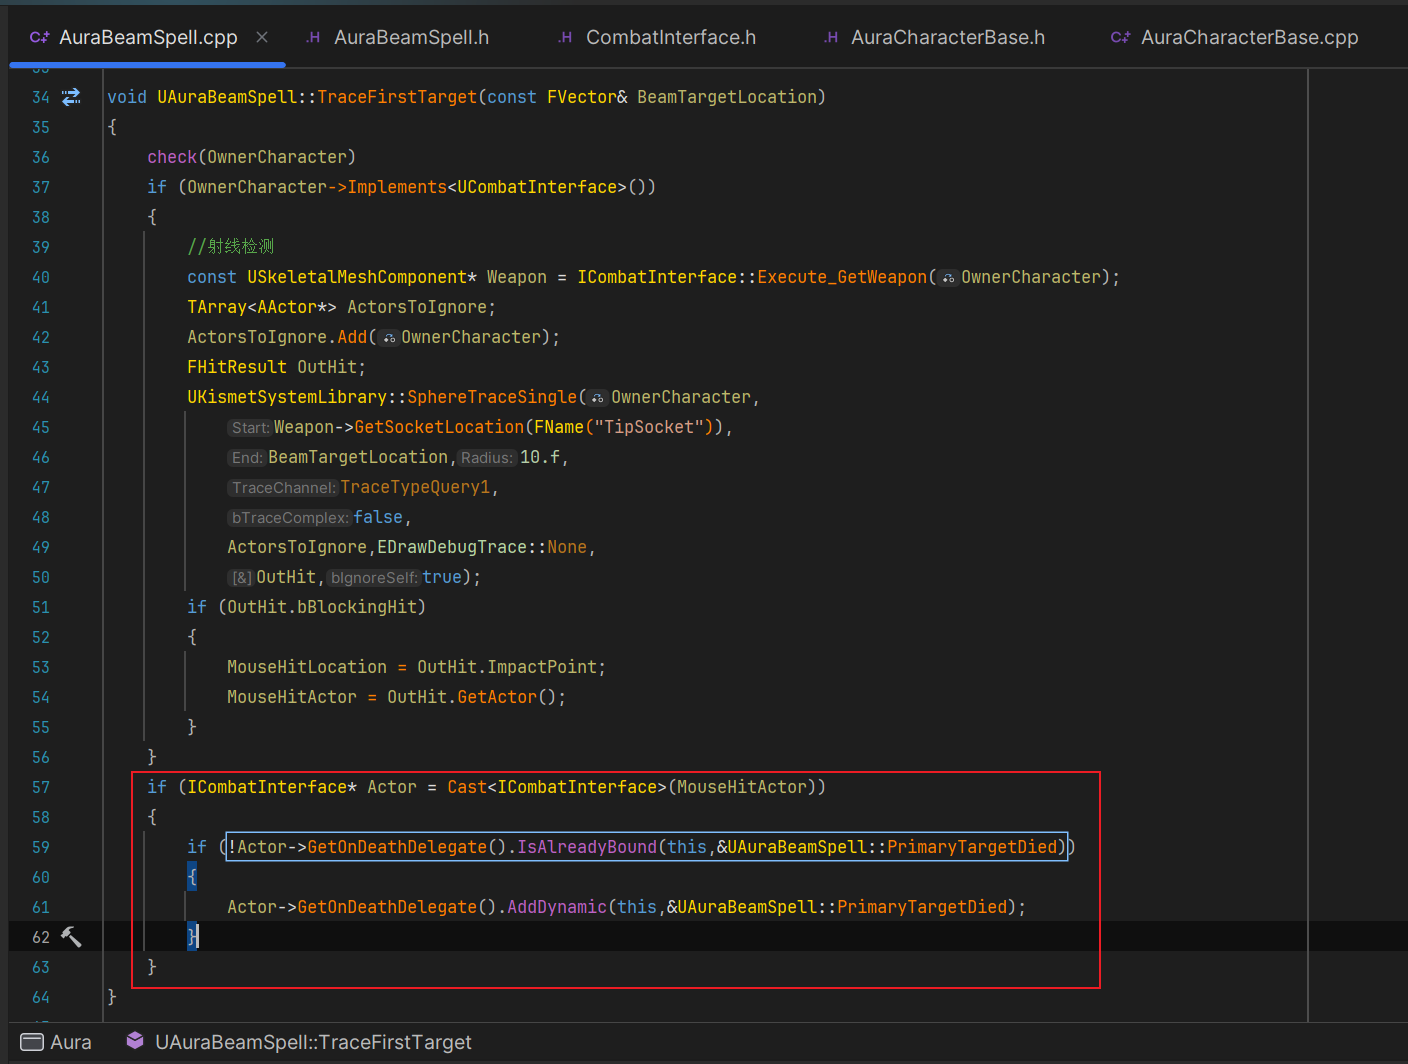 AuraBeamSpell.cpp × .H AuraBeamSpell.h .H CombatInterface.h .H AuraCharacterBase.h C++ AuraCharacterBase.cpp
33
34 void UAuraBeamSpell::TraceFirstTarget(const FVector& BeamTargetLocation)
35 {
36 check(OwnerCharacter)
37 if (OwnerCharacter->Implements<UCombatInterface>())
38 {
39 //射线检测
40 const USkeletalMeshComponent* Weapon = ICombatInterface::Execute_GetWeapon(OwnerCharacter);
41 TArray<AActor*> ActorsToIgnore;
42 ActorsToIgnore.Add(OwnerCharacter);
43 FHitResult OutHit;
44 UKismetSystemLibrary::SphereTraceSingle(OwnerCharacter,
45 Start: Weapon->GetSocketLocation(FName("TipSocket")),
46 End: BeamTargetLocation, Radius: 10.f,
47 TraceChannel: TraceTypeQuery1,
48 bTraceComplex: false,
49 ActorsToIgnore,EDrawDebugTrace::None,
50 [&] OutHit, bIgnoreSelf: true);
51 if (OutHit.bBlockingHit)
52 {
53 MouseHitLocation = OutHit.ImpactPoint;
54 MouseHitActor = OutHit.GetActor();
55 }
56 }
57 if (ICombatInterface* Actor = Cast<ICombatInterface>(MouseHitActor))
58 {
59 if (!Actor->GetOnDeathDelegate().IsAlreadyBound(this,&UAuraBeamSpell::PrimaryTargetDied))
60 {
61 Actor->GetOnDeathDelegate().AddDynamic(this,&UAuraBeamSpell::PrimaryTargetDied);
62 }
63 }
64 }
Aura UAuraBeamSpell::TraceFirstTarget